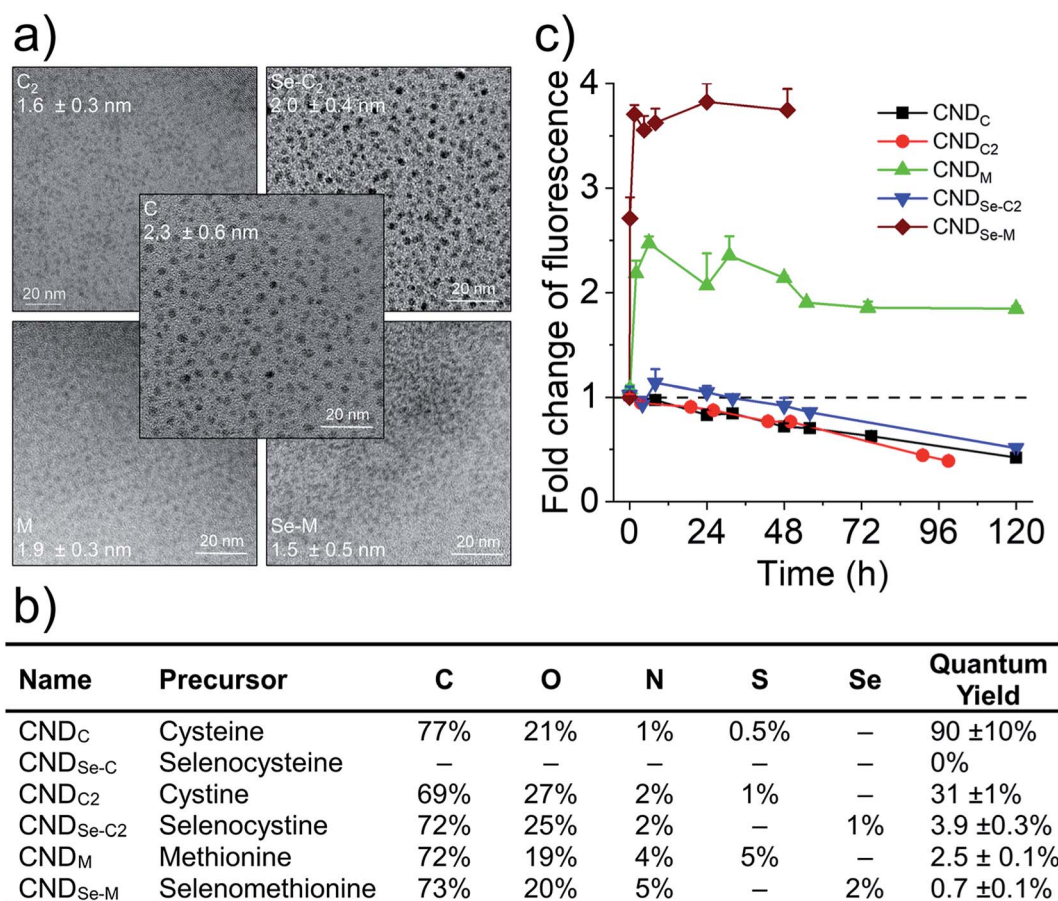 a)
C2
1.6 ± 0.3 nm
20 nm
Se-C2
2.0 ± 0.4 nm
20 nm
C
2,3 ± 0.6 nm
20 nm
M
1.9 ± 0.3 nm
20 nm
Se-M
1.5 ± 0.5 nm
20 nm
c)
Fold change of fluorescence
4
3
2
1
0
0 24 48 72 96 120
Time (h)
CNDC
CNDC2
CNDM
CNDSe-C2
CNDSe-M
b)
Name Precursor C O N S Se Quantum Yield
CNDC Cysteine 77% 21% 1% 0.5% – 90 ±10%
CNDSe-C Selenocysteine – – – – – 0%
CNDC2 Cystine 69% 27% 2% 1% – 31 ±1%
CNDSe-C2 Selenocystine 72% 25% 2% – 1% 3.9 ±0.3%
CNDM Methionine 72% 19% 4% 5% – 2.5 ± 0.1%
CNDSe-M Selenomethionine 73% 20% 5% – 2% 0.7 ±0.1%